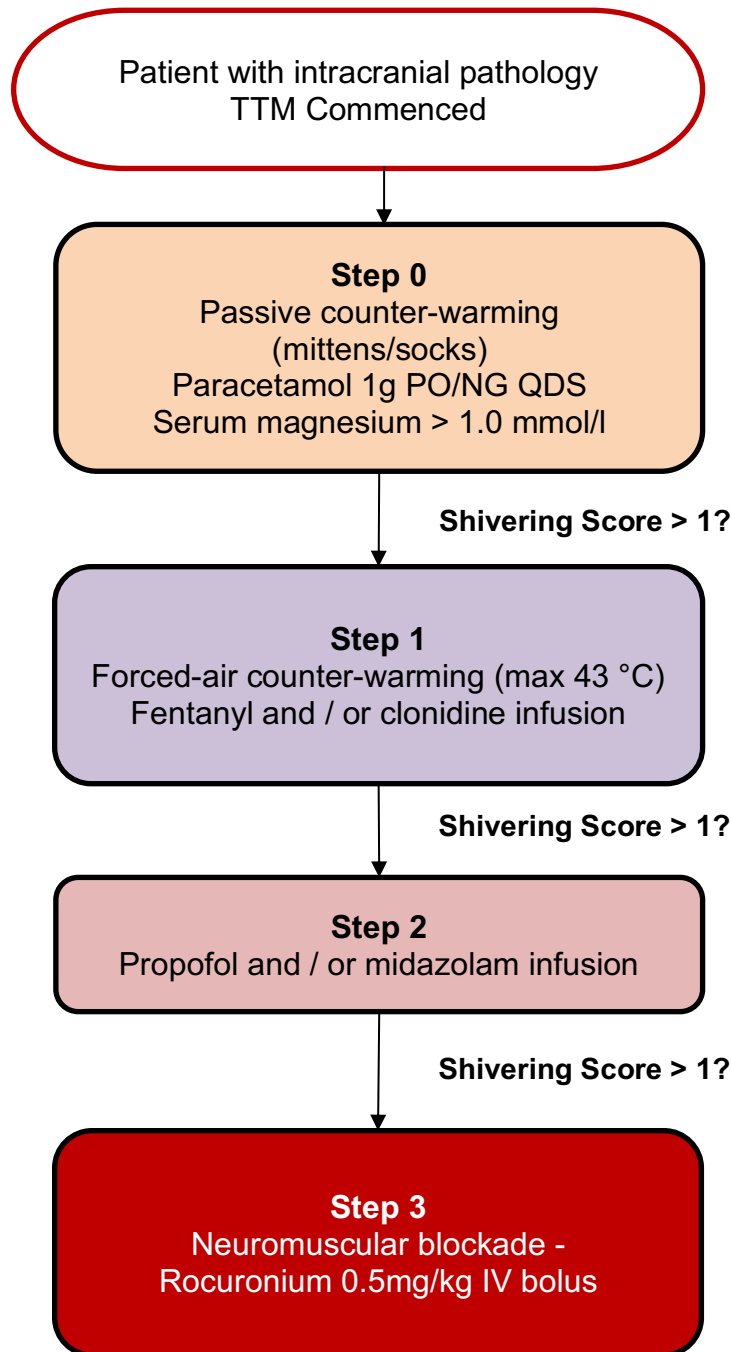 Patient with intracranial pathology
TTM Commenced
Step 0
Passive counter-warming
(mittens/socks)
Paracetamol 1g PO/NG QDS
Serum magnesium > 1.0 mmol/l
Shivering Score > 1?
Step 1
Forced-air counter-warming (max 43 °C)
Fentanyl and / or clonidine infusion
Shivering Score > 1?
Step 2
Propofol and / or midazolam infusion
Shivering Score > 1?
Step 3
Neuromuscular blockade -
Rocuronium 0.5mg/kg IV bolus